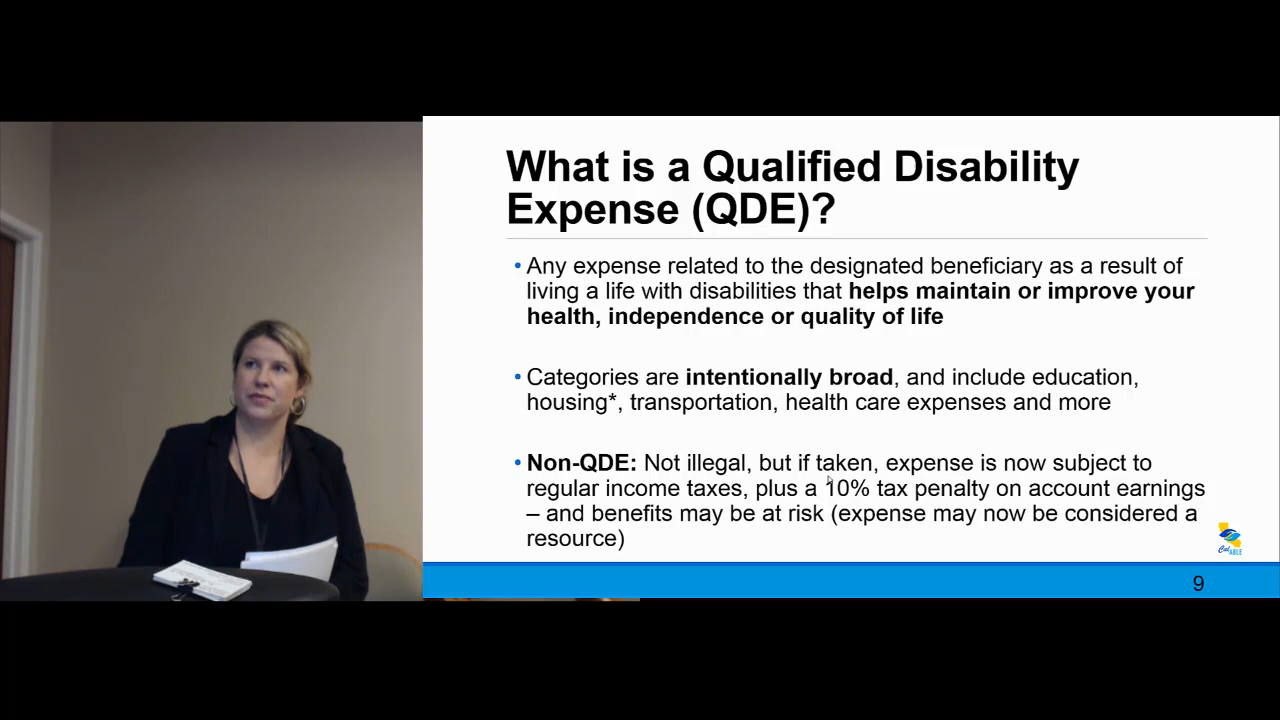 What is a Qualified Disability
Expense (QDE)?
• Any expense related to the designated beneficiary as a result of
living a life with disabilities that helps maintain or improve your
health, independence or quality of life
• Categories are intentionally broad, and include education,
housing*, transportation, health care expenses and more
• Non-QDE: Not illegal, but if taken, expense is now subject to
regular income taxes, plus a 10% tax penalty on account earnings
– and benefits may be at risk (expense may now be considered a
resource)
CalABLE
9